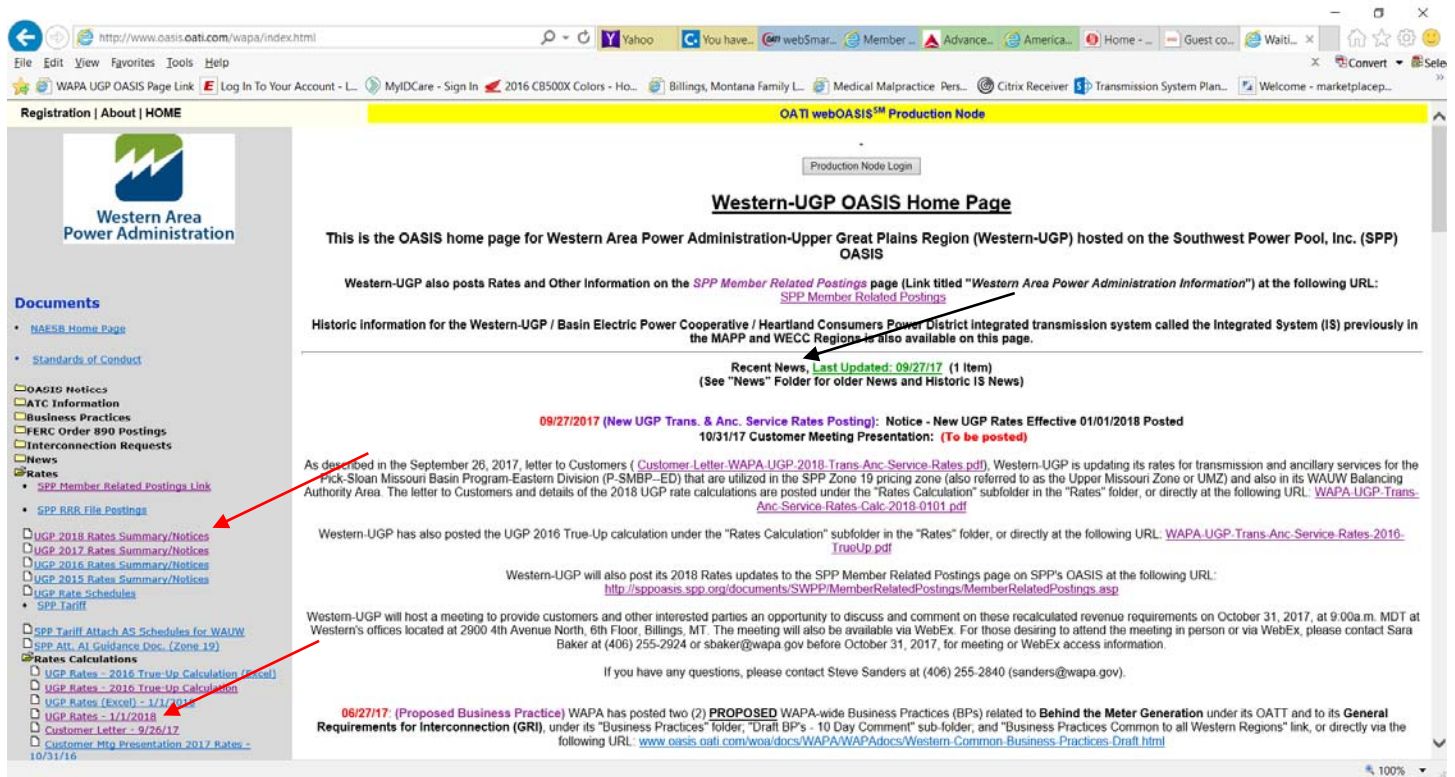 http://www.oasis.oati.com/wapa/index.html
Yahoo
You have...
webSmar...
Member ...
Advance...
America...
Home - ...
Guest co...
Waiti...
File Edit View Favorites Tools Help
Convert
Sele
WAPA UGP OASIS Page Link
Log In To Your Account - L...
MyIDCare - Sign In
2016 CB500X Colors - Ho...
Billings, Montana Family L...
Medical Malpractice Pers...
Citrix Receiver
Transmission System Plan...
Welcome - marketplacep...
Registration | About | HOME
OATI webOASIS℠ Production Node
-
Production Node Login
Western Area
Power Administration
Documents
• NAESB Home Page
• Standards of Conduct
OASIS Notices
ATC Information
Business Practices
FERC Order 890 Postings
Interconnection Requests
News
Rates
• SPP Member Related Postings Link
• SPP RRR File Postings
UGP 2018 Rates Summary/Notices
UGP 2017 Rates Summary/Notices
UGP 2016 Rates Summary/Notices
UGP 2015 Rates Summary/Notices
UGP Rate Schedules
• SPP Tariff
SPP Tariff Attach AS Schedules for WAUW
SPP Att. AI Guidance Doc. (Zone 19)
Rates Calculations
UGP Rates - 2016 True-Up Calculation (Excel)
UGP Rates - 2016 True-Up Calculation
UGP Rates (Excel) - 1/1/2018
UGP Rates - 1/1/2018
Customer Letter - 9/26/17
Customer Mtg Presentation 2017 Rates -
10/31/16
Western-UGP OASIS Home Page
This is the OASIS home page for Western Area Power Administration-Upper Great Plains Region (Western-UGP) hosted on the Southwest Power Pool, Inc. (SPP)
OASIS
Western-UGP also posts Rates and Other Information on the SPP Member Related Postings page (Link titled "Western Area Power Administration Information") at the following URL:
SPP Member Related Postings
Historic information for the Western-UGP / Basin Electric Power Cooperative / Heartland Consumers Power District integrated transmission system called the Integrated System (IS) previously in
the MAPP and WECC Regions is also available on this page.
Recent News, Last Updated: 09/27/17 (1 Item)
(See "News" Folder for older News and Historic IS News)
09/27/2017 (New UGP Trans. & Anc. Service Rates Posting): Notice - New UGP Rates Effective 01/01/2018 Posted
10/31/17 Customer Meeting Presentation: (To be posted)
As described in the September 26, 2017, letter to Customers ( Customer-Letter-WAPA-UGP-2018-Trans-Anc-Service-Rates.pdf), Western-UGP is updating its rates for transmission and ancillary services for the
Pick-Sloan Missouri Basin Program-Eastern Division (P-SMBP--ED) that are utilized in the SPP Zone 19 pricing zone (also referred to as the Upper Missouri Zone or UMZ) and also in its WAUW Balancing
Authority Area. The letter to Customers and details of the 2018 UGP rate calculations are posted under the "Rates Calculation" subfolder in the "Rates" folder, or directly at the following URL: WAPA-UGP-Trans-
Anc-Service-Rates-Calc-2018-0101.pdf
Western-UGP has also posted the UGP 2016 True-Up calculation under the "Rates Calculation" subfolder in the "Rates" folder, or directly at the following URL: WAPA-UGP-Trans-Anc-Service-Rates-2016-
TrueUp.pdf
Western-UGP will also post its 2018 Rates updates to the SPP Member Related Postings page on SPP's OASIS at the following URL:
http://sppoasis.spp.org/documents/SWPP/MemberRelatedPostings/MemberRelatedPostings.asp
Western-UGP will host a meeting to provide customers and other interested parties an opportunity to discuss and comment on these recalculated revenue requirements on October 31, 2017, at 9:00a.m. MDT at
Western's offices located at 2900 4th Avenue North, 6th Floor, Billings, MT. The meeting will also be available via WebEx. For those desiring to attend the meeting in person or via WebEx, please contact Sara
Baker at (406) 255-2924 or sbaker@wapa.gov before October 31, 2017, for meeting or WebEx access information.
If you have any questions, please contact Steve Sanders at (406) 255-2840 (sanders@wapa.gov).
06/27/17: (Proposed Business Practice) WAPA has posted two (2) PROPOSED WAPA-wide Business Practices (BPs) related to Behind the Meter Generation under its OATT and to its General
Requirements for Interconnection (GRI), under its "Business Practices" folder, "Draft BP's - 10 Day Comment" sub-folder; and "Business Practices Common to all Western Regions" link, or directly via the
following URL: www.oasis.oati.com/woa/docs/WAPA/WAPAdocs/Western-Common-Business-Practices-Draft.html
100%